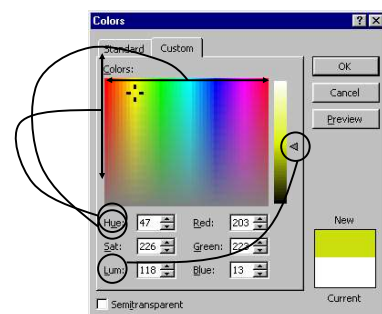 Colors
Standard Custom
Colors:
OK
Cancel
Preview
Hue: 47 Red: 203
Sat: 226 Green: 223
Lum: 118 Blue: 13
New
Current
Semitransparent